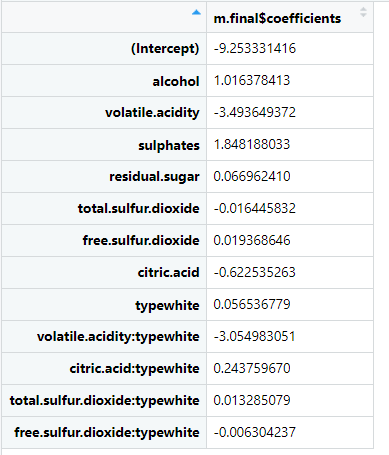 m.final$coefficients
(Intercept) -9.253331416
alcohol 1.016378413
volatile.acidity -3.493649372
sulphates 1.848188033
residual.sugar 0.066962410
total.sulfur.dioxide -0.016445832
free.sulfur.dioxide 0.019368646
citric.acid -0.622535263
typewhite 0.056536779
volatile.acidity:typewhite -3.054983051
citric.acid:typewhite 0.243759670
total.sulfur.dioxide:typewhite 0.013285079
free.sulfur.dioxide:typewhite -0.006304237